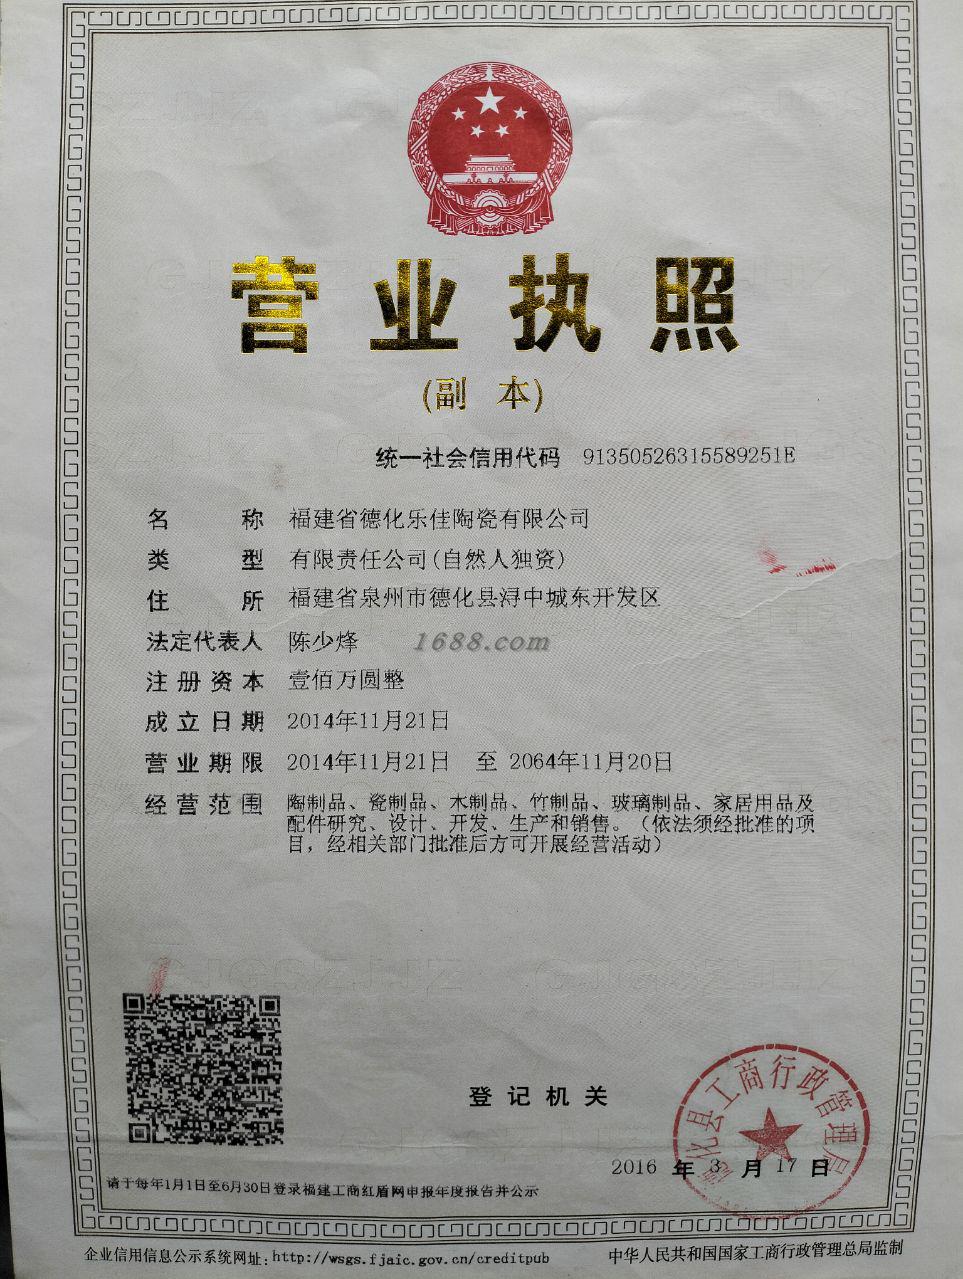 营业执照
(副 本)
统一社会信用代码 91350526315589251E
名 称 福建省德化乐佳陶瓷有限公司
类 型 有限责任公司(自然人独资)
住 所 福建省泉州市德化县浔中城东开发区
法定代表人 陈少烽
1688.com
注册资本 壹佰万圆整
成立日期 2014年11月21日
营业期限 2014年11月21日 至 2064年11月20日
经营范围 陶制品、瓷制品、木制品、竹制品、玻璃制品、家居用品及
配件研究、设计、开发、生产和销售。（依法须经批准的项
目，经相关部门批准后方可开展经营活动）
登记机关
德化县工商行政管理局
2016 年 3 月 17 日
请于每年1月1日至6月30日登录福建工商红盾网申报年度报告并公示
企业信用信息公示系统网址：http://wsgs.fjaic.gov.cn/creditpub
中华人民共和国国家工商行政管理总局监制